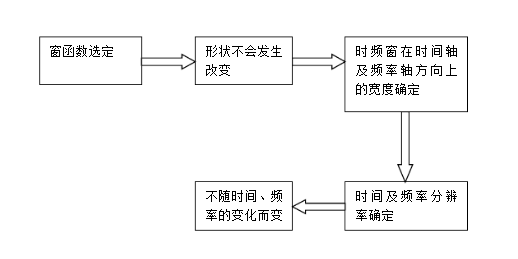 窗函数选定
形状不会发生
改变
时频窗在时间轴
及频率轴方向上
的宽度确定
时间及频率分辨
率确定
不随时间、频
率的变化而变